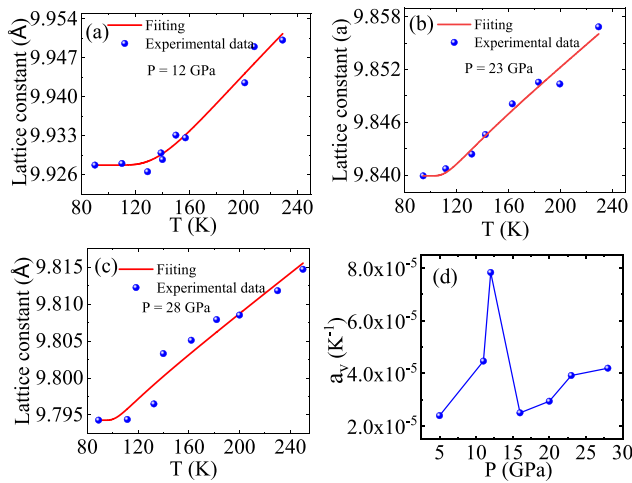 (a)
Fiiting
Experimental data
P = 12 GPa
9.954
9.947
9.940
9.933
9.926
Lattice constant (Å)
80 120 160 200 240
T (K)
(b)
Fiiting
Experimental data
P = 23 GPa
9.858
9.852
9.846
9.840
Lattice constant (a)
80 120 160 200 240
T (K)
(c)
Fiiting
Experimental data
P = 28 GPa
9.815
9.810
9.805
9.800
9.795
Lattice constant (Å)
80 120 160 200 240
T (K)
(d)
8.0x10⁻⁵
6.0x10⁻⁵
4.0x10⁻⁵
2.0x10⁻⁵
a_v (K⁻¹)
5 10 15 20 25 30
P (GPa)